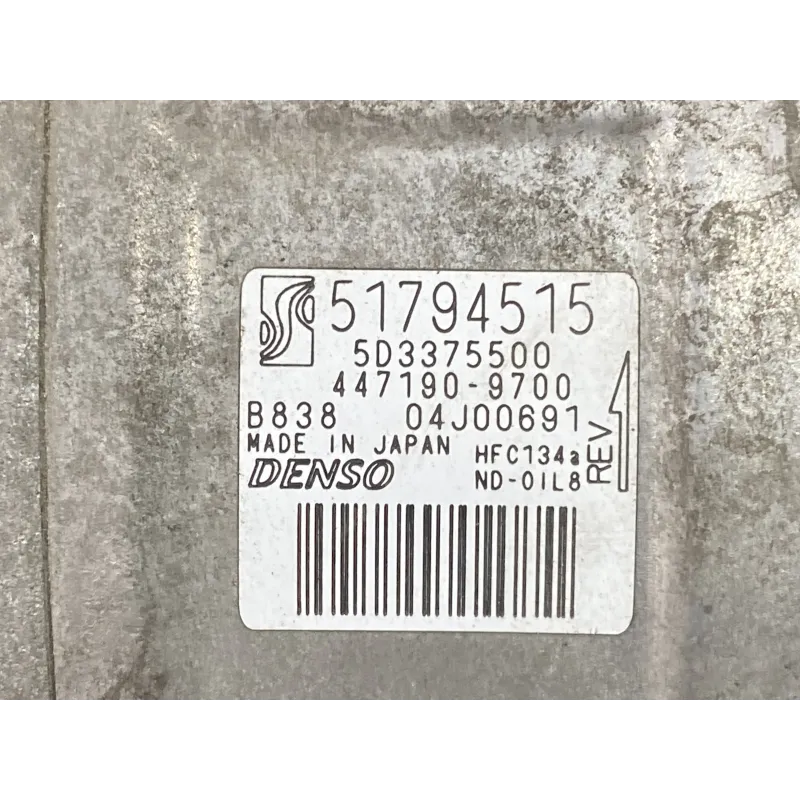 51794515
5D3375500
447190-9700
B838 04J00691
MADE IN JAPAN HFC134a
DENSO ND-OIL8
REV